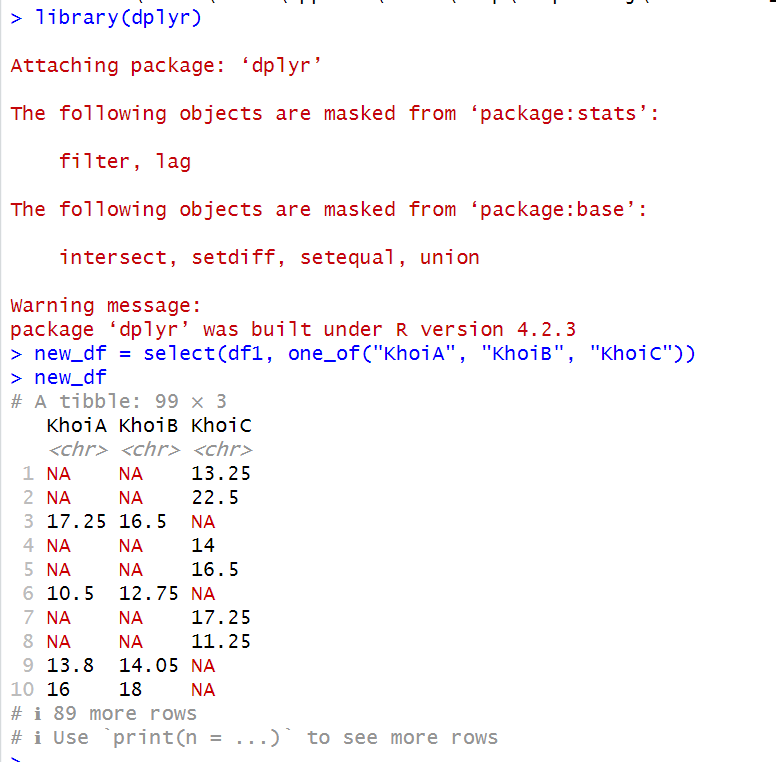 > library(dplyr)
Attaching package: ‘dplyr’
The following objects are masked from ‘package:stats’:
filter, lag
The following objects are masked from ‘package:base’:
intersect, setdiff, setequal, union
Warning message:
package ‘dplyr’ was built under R version 4.2.3
> new_df = select(df1, one_of("KhoiA", "KhoiB", "KhoiC"))
> new_df
# A tibble: 99 × 3
KhoiA KhoiB KhoiC
<chr> <chr> <chr>
1 NA NA 13.25
2 NA NA 22.5
3 17.25 16.5 NA
4 NA NA 14
5 NA NA 16.5
6 10.5 12.75 NA
7 NA NA 17.25
8 NA NA 11.25
9 13.8 14.05 NA
10 16 18 NA
# ℹ 89 more rows
# ℹ Use `print(n = ...)` to see more rows
>